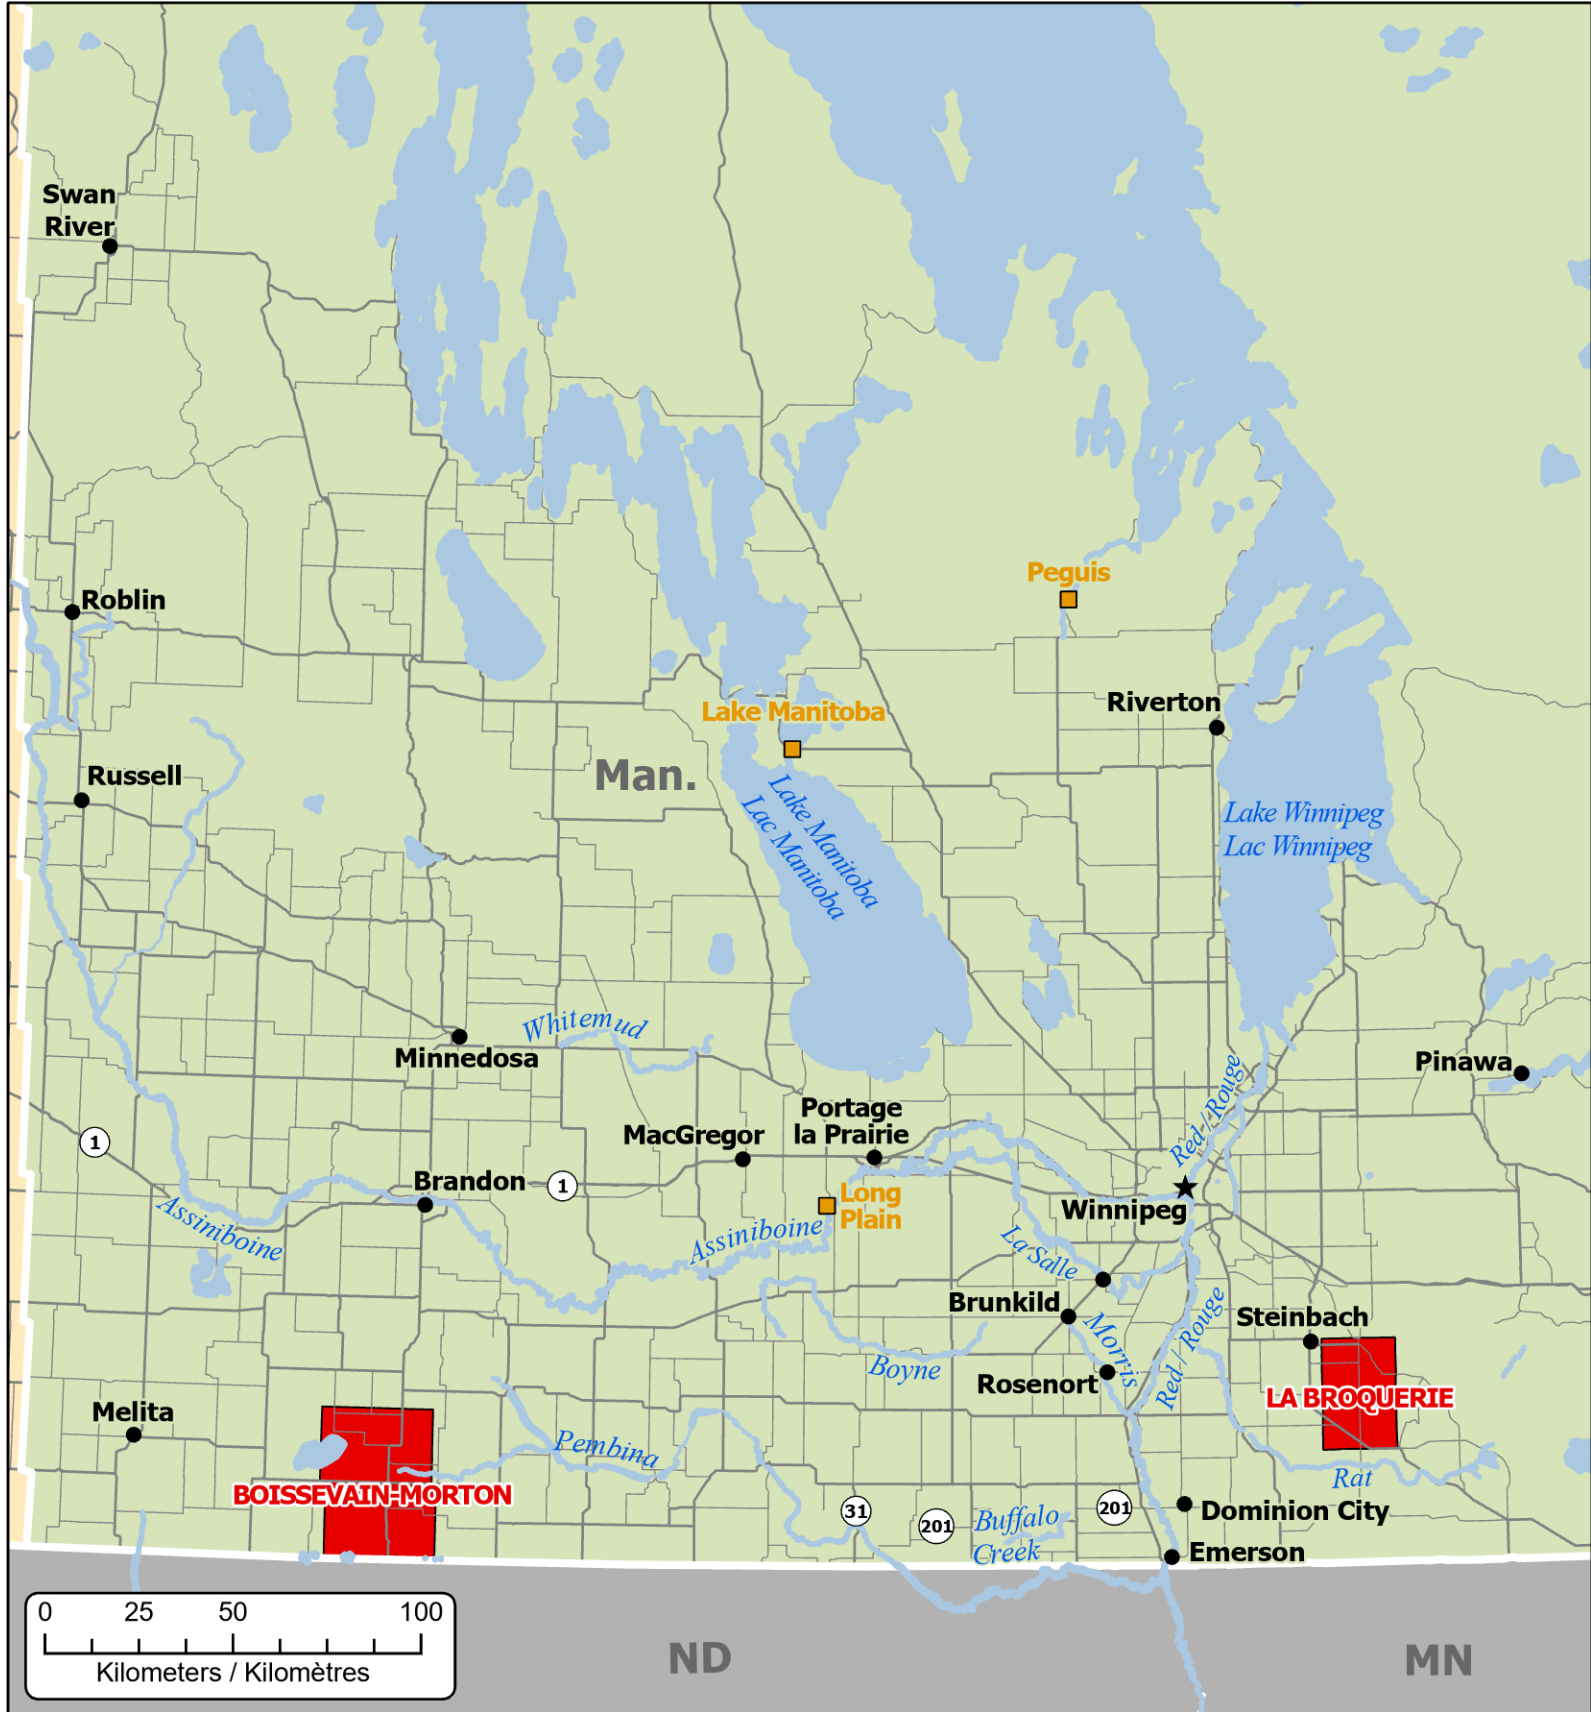 Swan
River
Peguis
Roblin
Riverton
Lake Manitoba
Man.
Russell
Lake Manitoba
Lac Manitoba
Lake Winnipeg
Lac Winnipeg
Whitemud
Minnedosa
Pinawa
Red / Rouge
Portage
la Prairie
MacGregor
1
Brandon
1
Long
Plain
Winnipeg
Assiniboine
Assiniboine
La Salle
Brunkild
Morris
Red / Rouge
Steinbach
Boyne
Rosenort
LA BROQUERIE
Melita
Pembina
Rat
BOISSEVAIN-MORTON
31
201
Buffalo
Creek
201
Dominion City
Emerson
0 25 50 100
Kilometers / Kilomètres
ND
MN